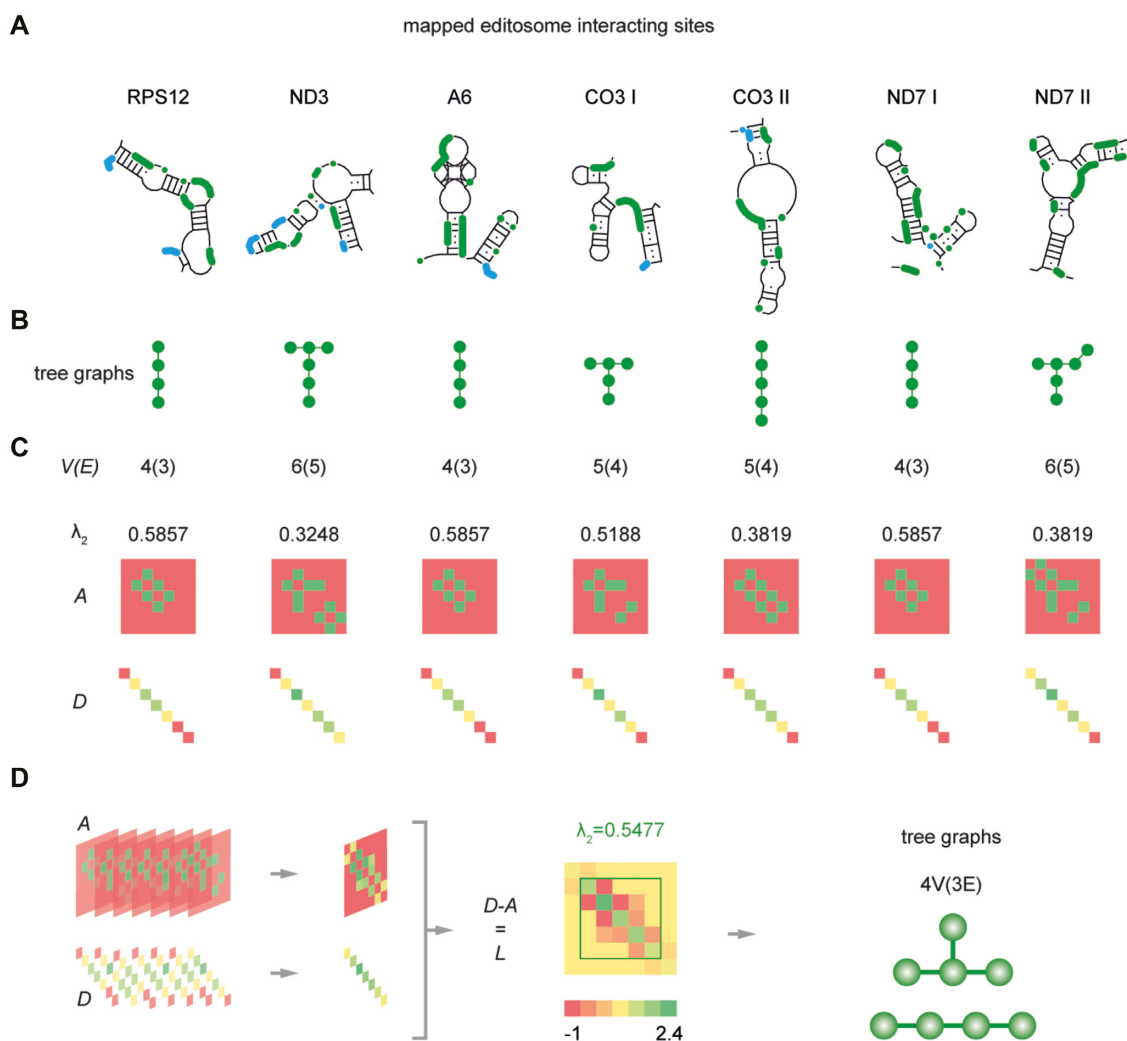 A
mapped editosome interacting sites
RPS12 ND3 A6 CO3 I CO3 II ND7 I ND7 II
B
tree graphs
C
V(E) 4(3) 6(5) 4(3) 5(4) 5(4) 4(3) 6(5)
λ2 0.5857 0.3248 0.5857 0.5188 0.3819 0.5857 0.3819
A
D
D
A
D
D-A
=
L
λ2=0.5477
-1 2.4
tree graphs
4V(3E)